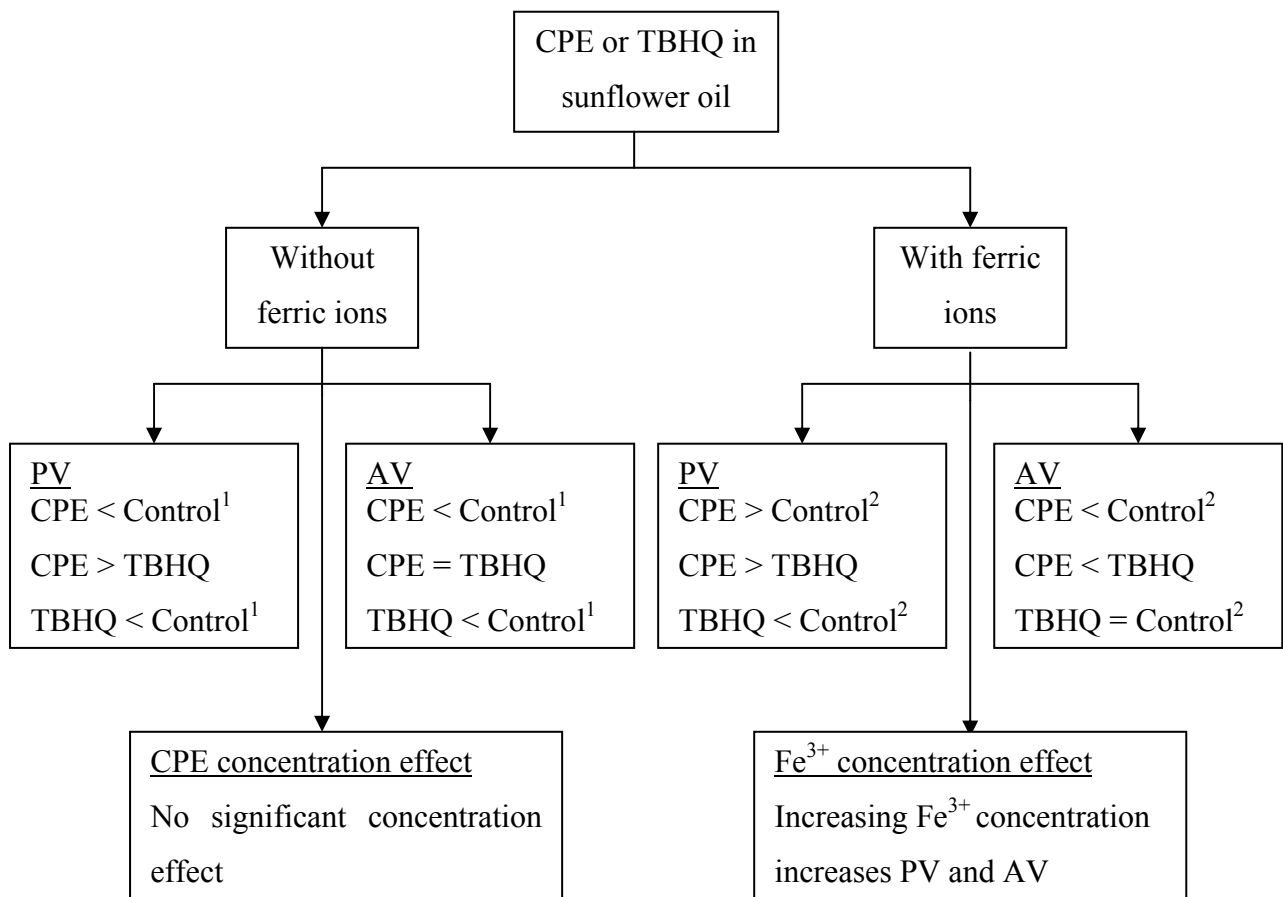 CPE or TBHQ in
sunflower oil
Without
ferric ions
With ferric
ions
PV
CPE < Control¹
CPE > TBHQ
TBHQ < Control¹
AV
CPE < Control¹
CPE = TBHQ
TBHQ < Control¹
PV
CPE > Control²
CPE > TBHQ
TBHQ < Control²
AV
CPE < Control²
CPE < TBHQ
TBHQ = Control²
CPE concentration effect
No significant concentration
effect
Fe³⁺ concentration effect
Increasing Fe³⁺ concentration
increases PV and AV